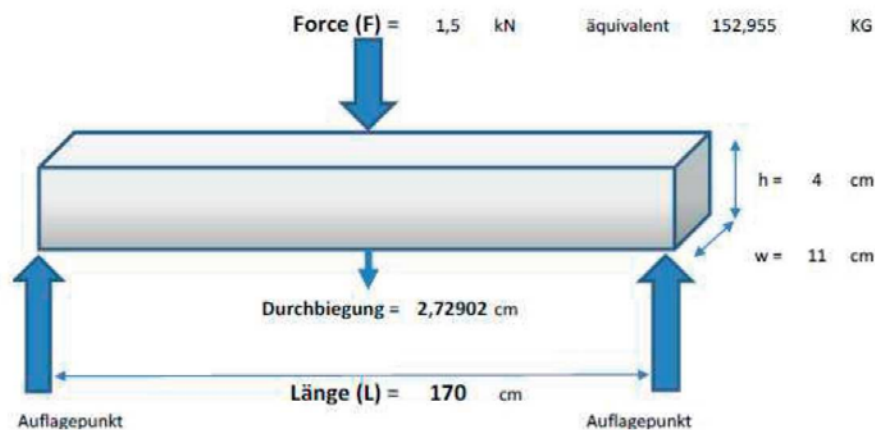 Force (F) = 1,5 kN äquivalent 152,955 KG
h = 4 cm
w = 11 cm
Durchbiegung = 2,72902 cm
Länge (L) = 170 cm
Auflagepunkt Auflagepunkt